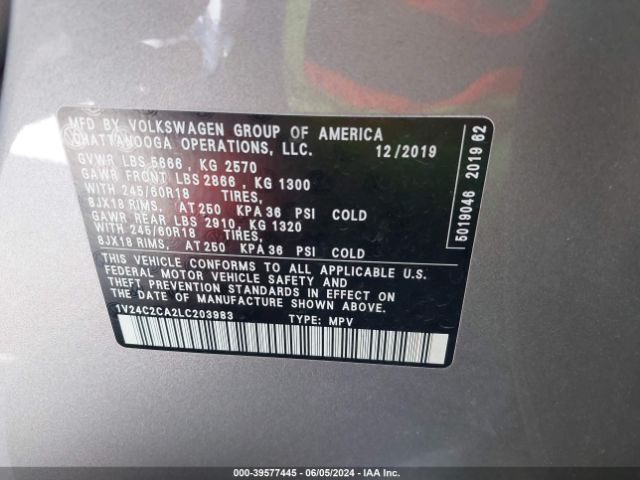 MFD BY VOLKSWAGEN GROUP OF AMERICA
CHATTANOOGA OPERATIONS, LLC. 12/2019
GVWR LBS 5666 , KG 2570
GAWR FRONT LBS 2866 , KG 1300
WITH 245/60R18 TIRES,
8JX18 RIMS, AT 250 KPA 36 PSI COLD
GAWR REAR LBS 2910, KG 1320
WITH 245/60R18 TIRES,
8JX18 RIMS, AT 250 KPA 36 PSI COLD
THIS VEHICLE CONFORMS TO ALL APPLICABLE U.S.
FEDERAL MOTOR VEHICLE SAFETY AND
THEFT PREVENTION STANDARDS IN EFFECT ON
THE DATE OF MANUFACTURE SHOWN ABOVE.
1V24C2CA2LC203983 TYPE: MPV
5019046 2019 62
000-39577445 - 06/05/2024 - IAAI.com